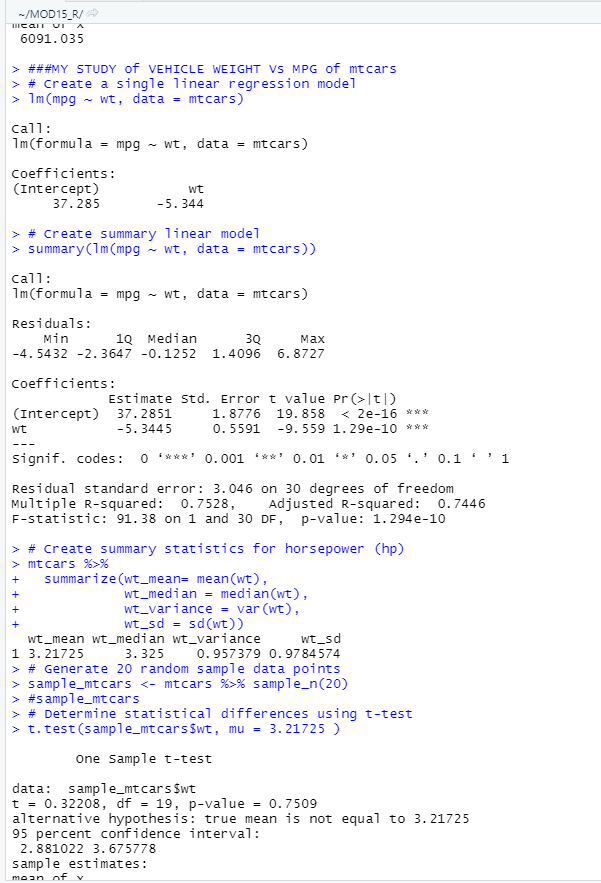 ~/MOD15_R/
mean of x
6091.035
> ###MY STUDY of VEHICLE WEIGHT Vs MPG of mtcars
> # Create a single linear regression model
> lm(mpg ~ wt, data = mtcars)
Call:
lm(formula = mpg ~ wt, data = mtcars)
Coefficients:
(Intercept)           wt
     37.285       -5.344
> # Create summary linear model
> summary(lm(mpg ~ wt, data = mtcars))
Call:
lm(formula = mpg ~ wt, data = mtcars)
Residuals:
    Min      1Q  Median      3Q     Max
-4.5432 -2.3647 -0.1252  1.4096  6.8727
Coefficients:
            Estimate Std. Error t value Pr(>|t|)
(Intercept)  37.2851     1.8776  19.858  < 2e-16 ***
wt           -5.3445     0.5591  -9.559 1.29e-10 ***
---
Signif. codes:  0 ‘***’ 0.001 ‘**’ 0.01 ‘*’ 0.05 ‘.’ 0.1 ‘ ’ 1
Residual standard error: 3.046 on 30 degrees of freedom
Multiple R-squared:  0.7528,    Adjusted R-squared:  0.7446
F-statistic: 91.38 on 1 and 30 DF,  p-value: 1.294e-10
> # Create summary statistics for horsepower (hp)
> mtcars %>%
+   summarize(wt_mean= mean(wt),
+             wt_median = median(wt),
+             wt_variance = var(wt),
+             wt_sd = sd(wt))
  wt_mean wt_median wt_variance     wt_sd
1 3.21725     3.325    0.957379 0.9784574
> # Generate 20 random sample data points
> sample_mtcars <- mtcars %>% sample_n(20)
> #sample_mtcars
> # Determine statistical differences using t-test
> t.test(sample_mtcars$wt, mu = 3.21725 )
One Sample t-test
data:  sample_mtcars$wt
t = 0.32208, df = 19, p-value = 0.7509
alternative hypothesis: true mean is not equal to 3.21725
95 percent confidence interval:
 2.881022 3.675778
sample estimates:
mean of x